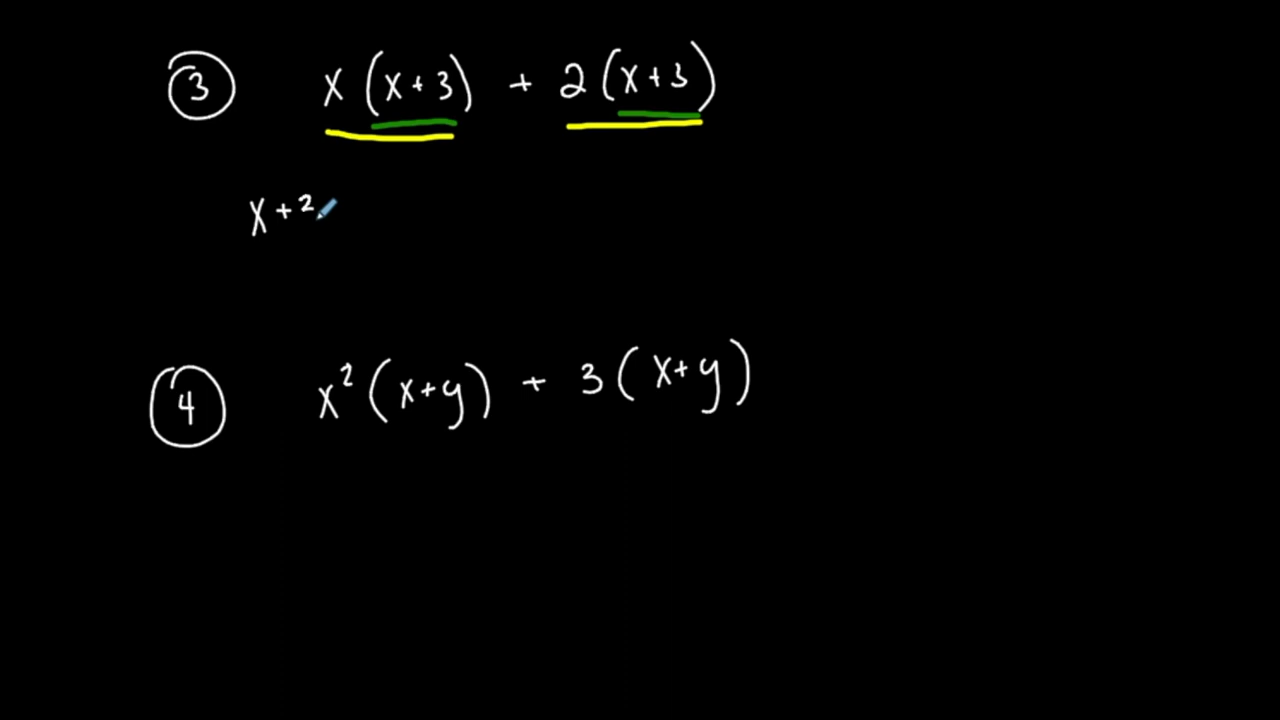 3 x (x+3) + 2 (x+3)
x+2
4 x² (x+y) + 3 (x+y)